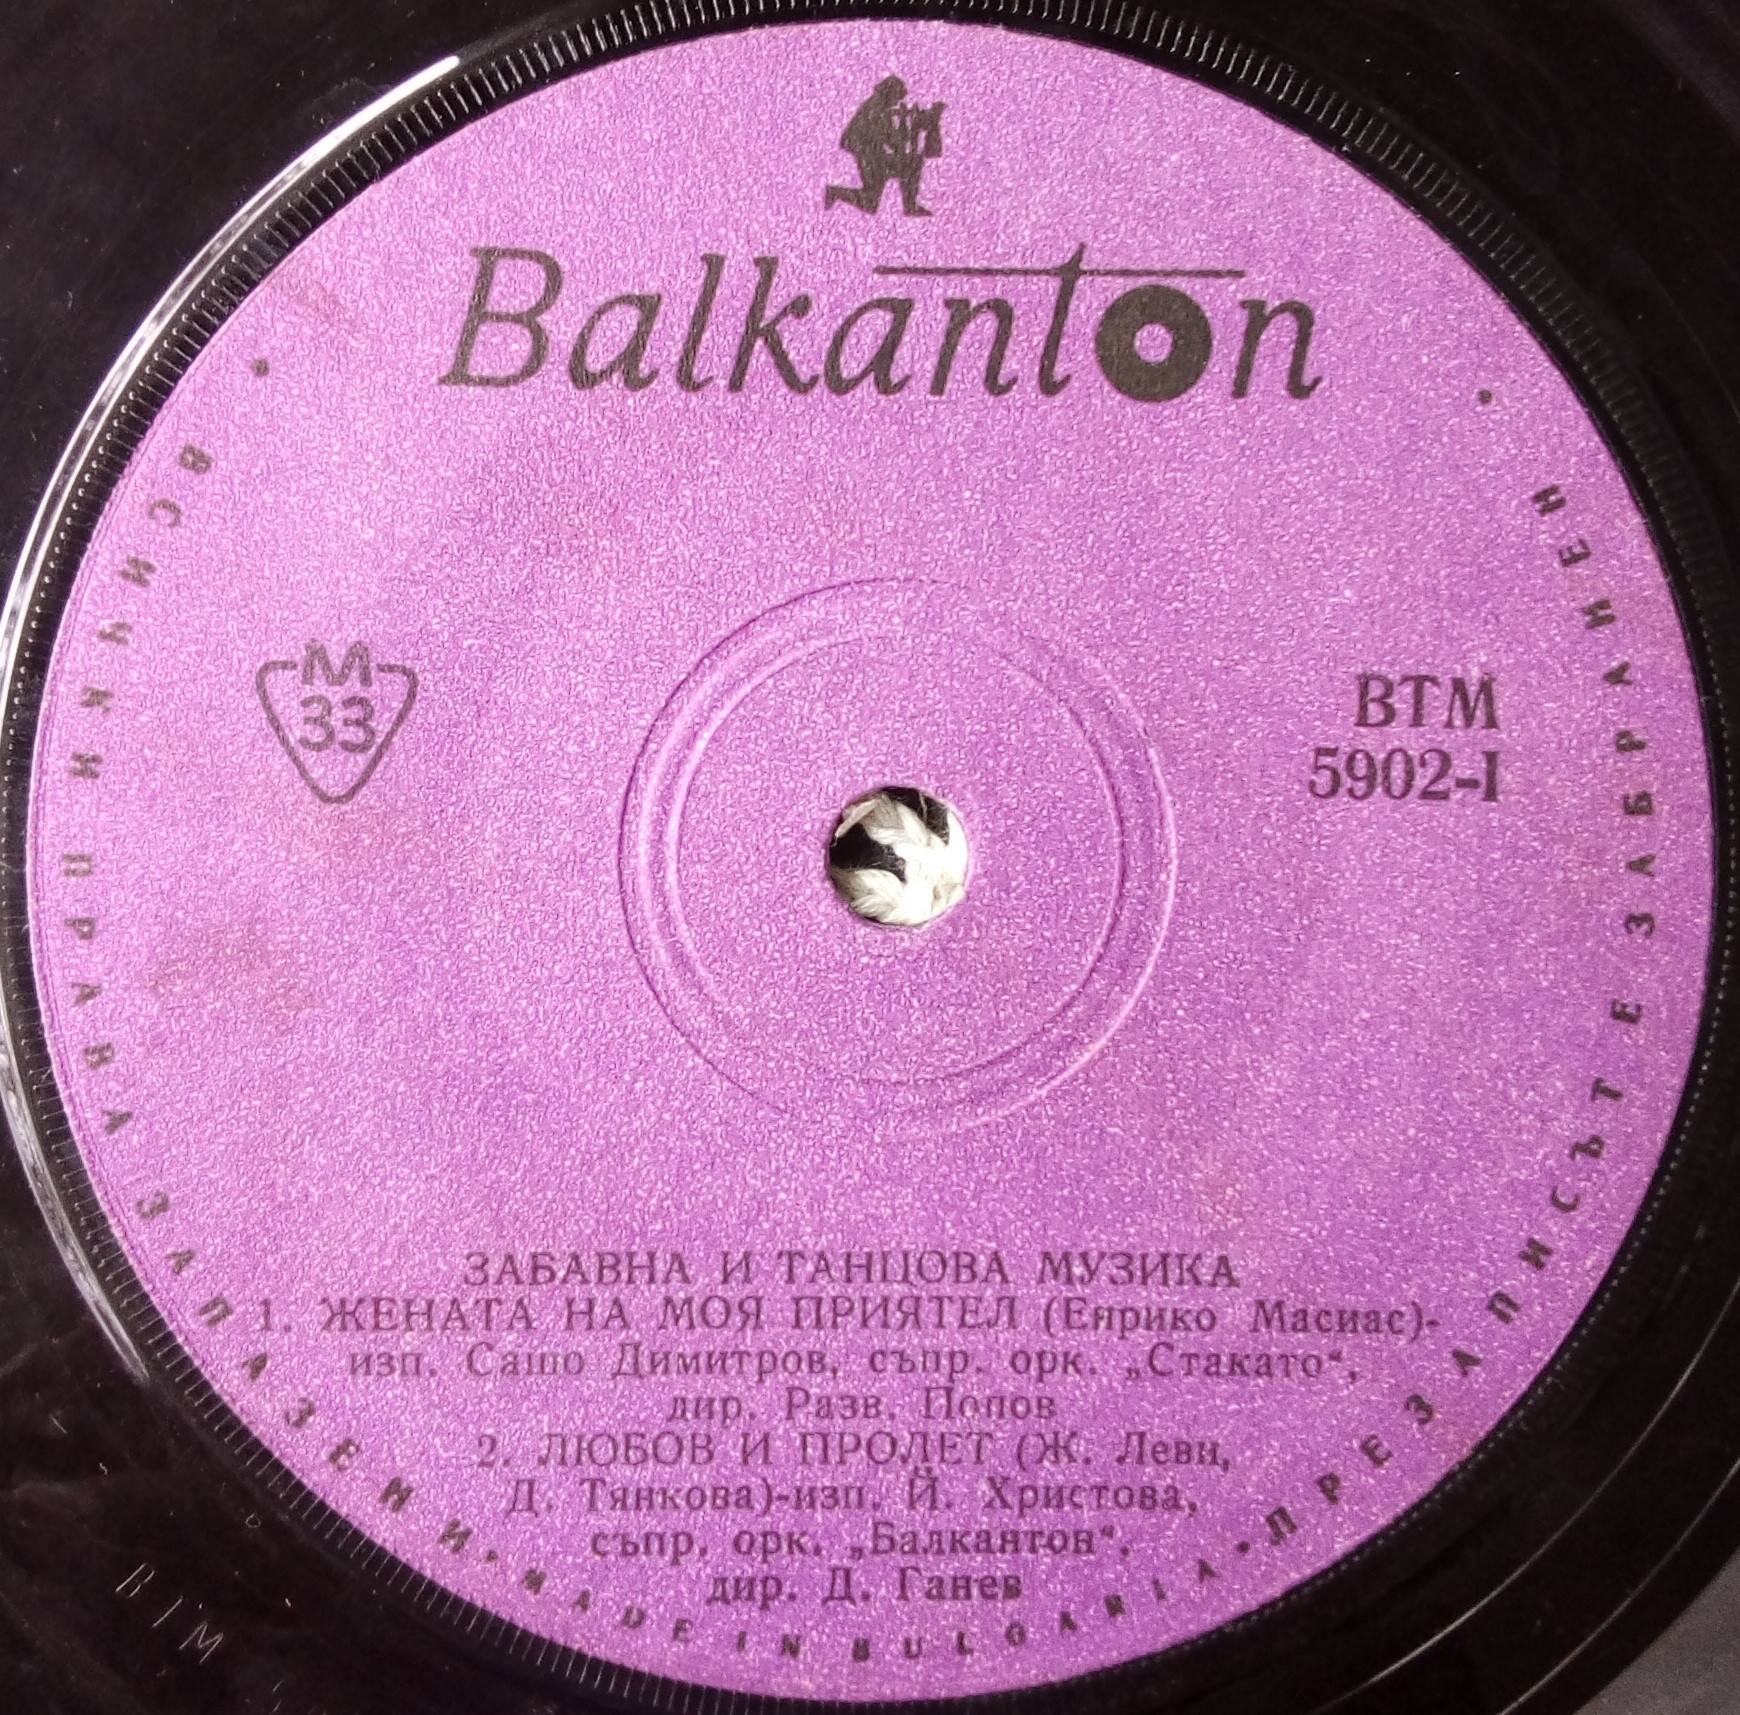 Balkanton
М
33
ВТМ
5902-I
ЗАБАВНА И ТАНЦОВА МУЗИКА
1. ЖЕНАТА НА МОЯ ПРИЯТЕЛ (Енрико Масиас)-
изп. Сашо Димитров, съпр. орк. „Стакато“,
дир. Разв. Попов
2. ЛЮБОВ И ПРОЛЕТ (Ж. Леви,
Д. Тянкова)-изп. Й. Христова,
съпр. орк. „Балкантон“,
дир. Д. Ганев
• ВСИЧКИ ПРАВА ЗАПАЗЕНИ • MADE IN BULGARIA • ПРЕЗАПИСЪТ Е ЗАБРАНЕН •
ВТМ